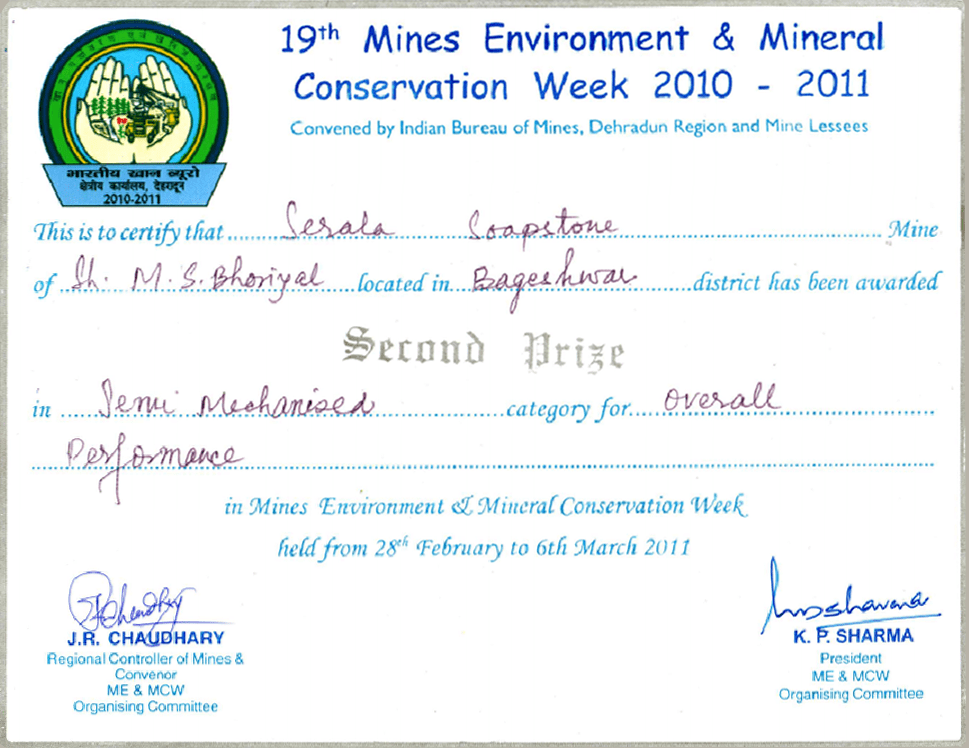 19th Mines Environment & Mineral
Conservation Week 2010 - 2011
Convened by Indian Bureau of Mines, Dehradun Region and Mine Lessees
भारतीय खान ब्यूरो
क्षेत्रीय कार्यालय, देहरादून
2010-2011
This is to certify that Serala Soapstone Mine
of Sh. M. S. Bhoriyal located in Bageshwar district has been awarded
Second Prize
in Semi Mechanised category for Overall
Performance
in Mines Environment & Mineral Conservation Week
held from 28th February to 6th March 2011
J.R. CHAUDHARY
Regional Controller of Mines &
Convenor
ME & MCW
Organising Committee
K. P. SHARMA
President
ME & MCW
Organising Committee